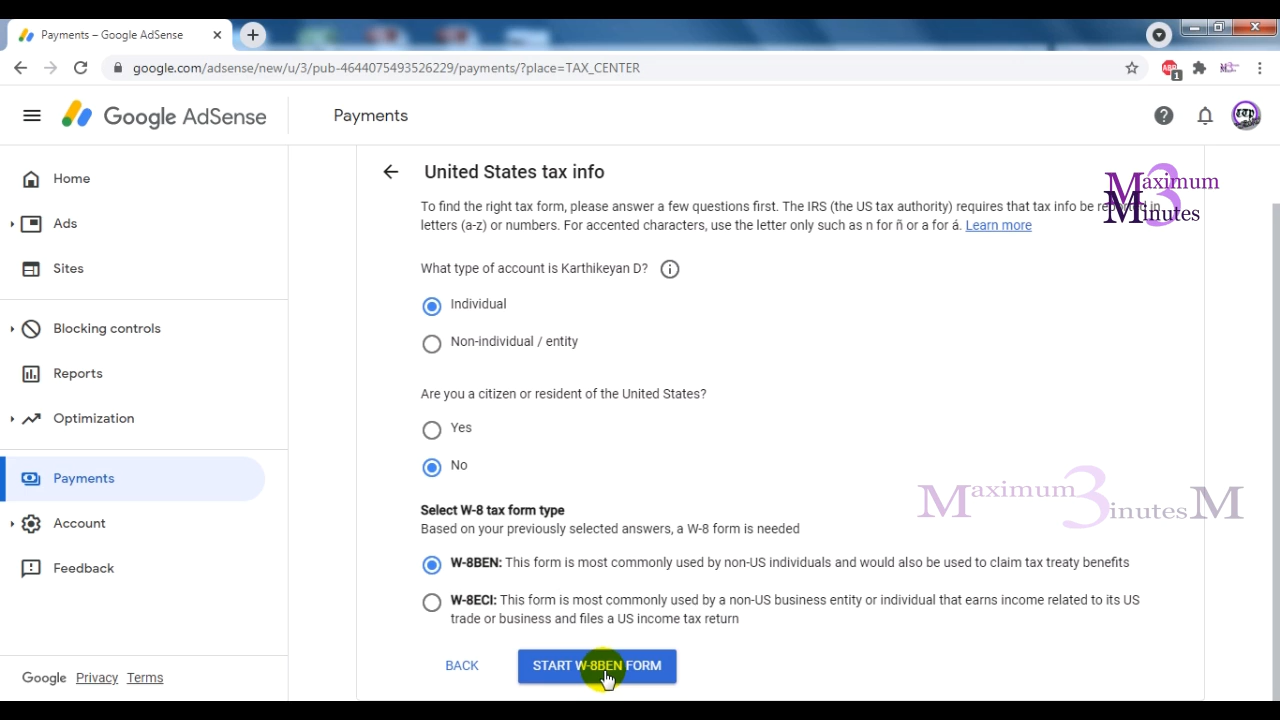 Payments – Google AdSense
google.com/adsense/new/u/3/pub-4644075493526229/payments/?place=TAX_CENTER
ABP
1
Google AdSense
Payments
Home
Ads
Sites
Blocking controls
Reports
Optimization
Payments
Account
Feedback
Google Privacy Terms
United States tax info
To find the right tax form, please answer a few questions first. The IRS (the US tax authority) requires that tax info be in
letters (a-z) or numbers. For accented characters, use the letter only such as n for ñ or a for á. Learn more
Maximum
3
Minutes
What type of account is Karthikeyan D?
Individual
Non-individual / entity
Are you a citizen or resident of the United States?
Yes
No
Select W-8 tax form type
Based on your previously selected answers, a W-8 form is needed
W-8BEN: This form is most commonly used by non-US individuals and would also be used to claim tax treaty benefits
W-8ECI: This form is most commonly used by a non-US business entity or individual that earns income related to its US
trade or business and files a US income tax return
BACK
START W-8BEN FORM
Maximum 3 inutes M